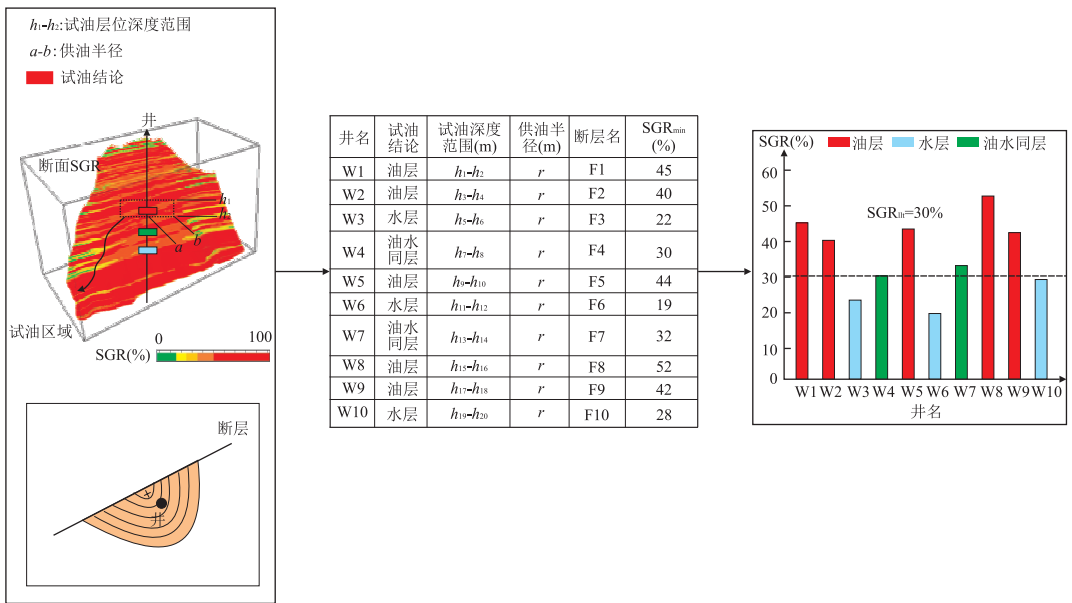 h₁-h₂:试油层位深度范围
a-b:供油半径
试油结论
井
断面SGR
h₁
h₂
b
a
试油区域
0 100
SGR(%)
断层
井
井名 试油结论 试油深度范围(m) 供油半径(m) 断层名 SGRmin(%)
W1 油层 h₁-h₂ r F1 45
W2 油层 h₃-h₄ r F2 40
W3 水层 h₅-h₆ r F3 22
W4 油水同层 h₇-h₈ r F4 30
W5 油层 h₉-h₁₀ r F5 44
W6 水层 h₁₁-h₁₂ r F6 19
W7 油水同层 h₁₃-h₁₄ r F7 32
W8 油层 h₁₅-h₁₆ r F8 52
W9 油层 h₁₇-h₁₈ r F9 42
W10 水层 h₁₉-h₂₀ r F10 28
SGR(%) 油层 水层 油水同层
60
50
SGRllit=30%
40
30
20
10
0
W1 W2 W3 W4 W5 W6 W7 W8 W9 W10
井名